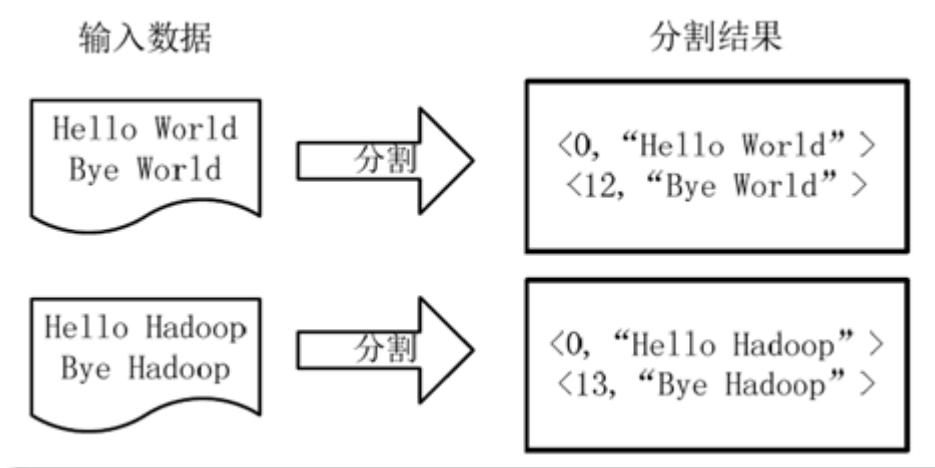 输入数据
分割结果
Hello World
Bye World
分割
<0, “Hello World” >
<12, “Bye World” >
Hello Hadoop
Bye Hadoop
分割
<0, “Hello Hadoop” >
<13, “Bye Hadoop” >